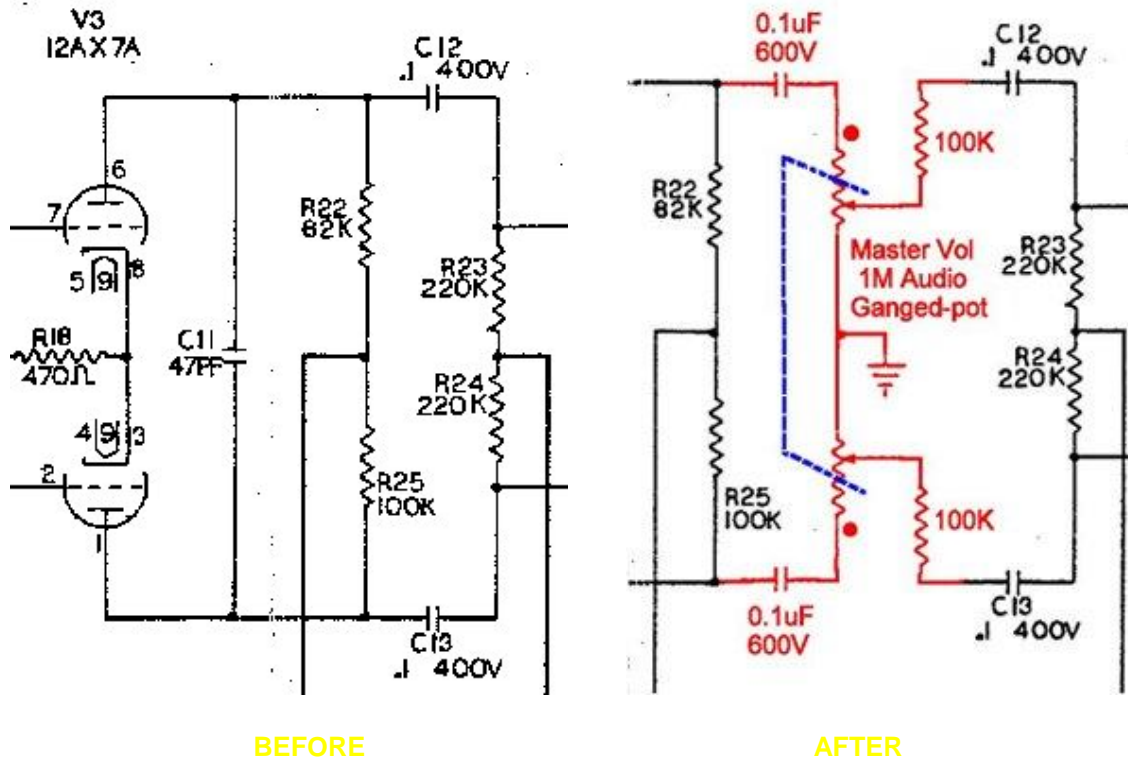 V3
12AX7A
6
7
5
9
8
R18
470Ω
4
9
3
2
1
C11
47PF
R22
82K
R25
100K
C12
.1 400V
R23
220K
R24
220K
C13
.1 400V
BEFORE
0.1uF
600V
C12
.1 400V
100K
R22
82K
Master Vol
1M Audio
Ganged-pot
R23
220K
R24
220K
R25
100K
100K
0.1uF
600V
C13
.1 400V
AFTER